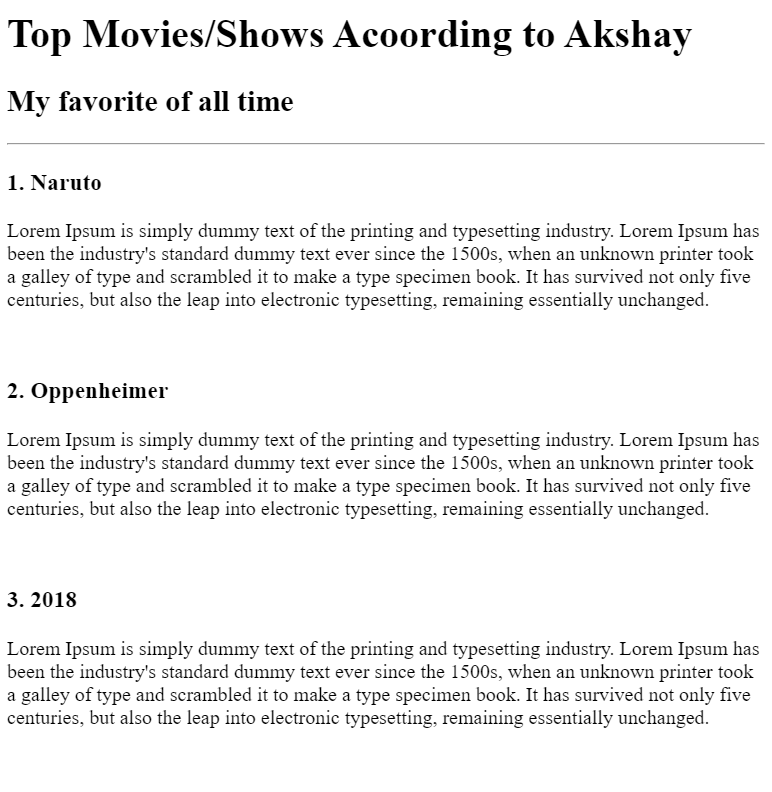 Top Movies/Shows Acoording to Akshay
My favorite of all time
1. Naruto
Lorem Ipsum is simply dummy text of the printing and typesetting industry. Lorem Ipsum has
been the industry's standard dummy text ever since the 1500s, when an unknown printer took
a galley of type and scrambled it to make a type specimen book. It has survived not only five
centuries, but also the leap into electronic typesetting, remaining essentially unchanged.
2. Oppenheimer
Lorem Ipsum is simply dummy text of the printing and typesetting industry. Lorem Ipsum has
been the industry's standard dummy text ever since the 1500s, when an unknown printer took
a galley of type and scrambled it to make a type specimen book. It has survived not only five
centuries, but also the leap into electronic typesetting, remaining essentially unchanged.
3. 2018
Lorem Ipsum is simply dummy text of the printing and typesetting industry. Lorem Ipsum has
been the industry's standard dummy text ever since the 1500s, when an unknown printer took
a galley of type and scrambled it to make a type specimen book. It has survived not only five
centuries, but also the leap into electronic typesetting, remaining essentially unchanged.